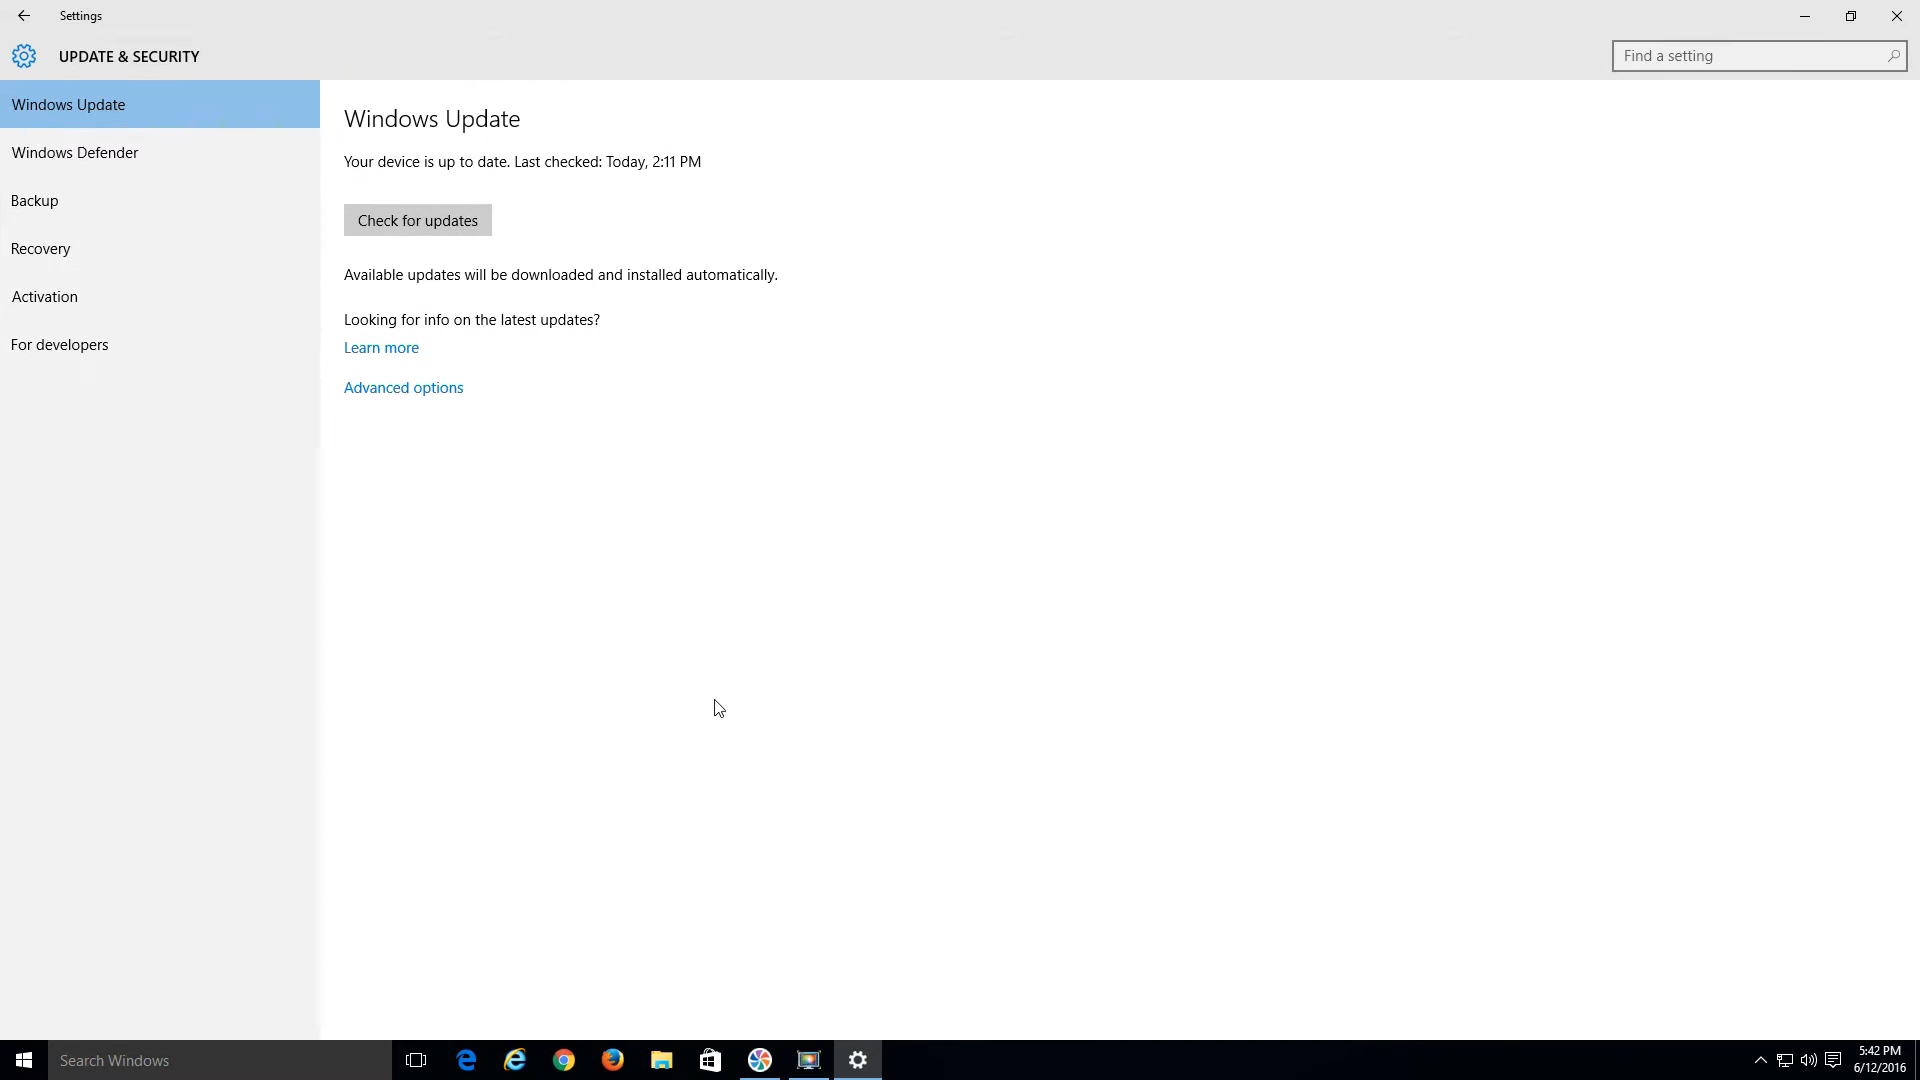 Settings
UPDATE & SECURITY
Find a setting
Windows Update
Windows Defender
Backup
Recovery
Activation
For developers
Windows Update
Your device is up to date. Last checked: Today, 2:11 PM
Check for updates
Available updates will be downloaded and installed automatically.
Looking for info on the latest updates?
Learn more
Advanced options
Search Windows
5:42 PM
6/12/2016